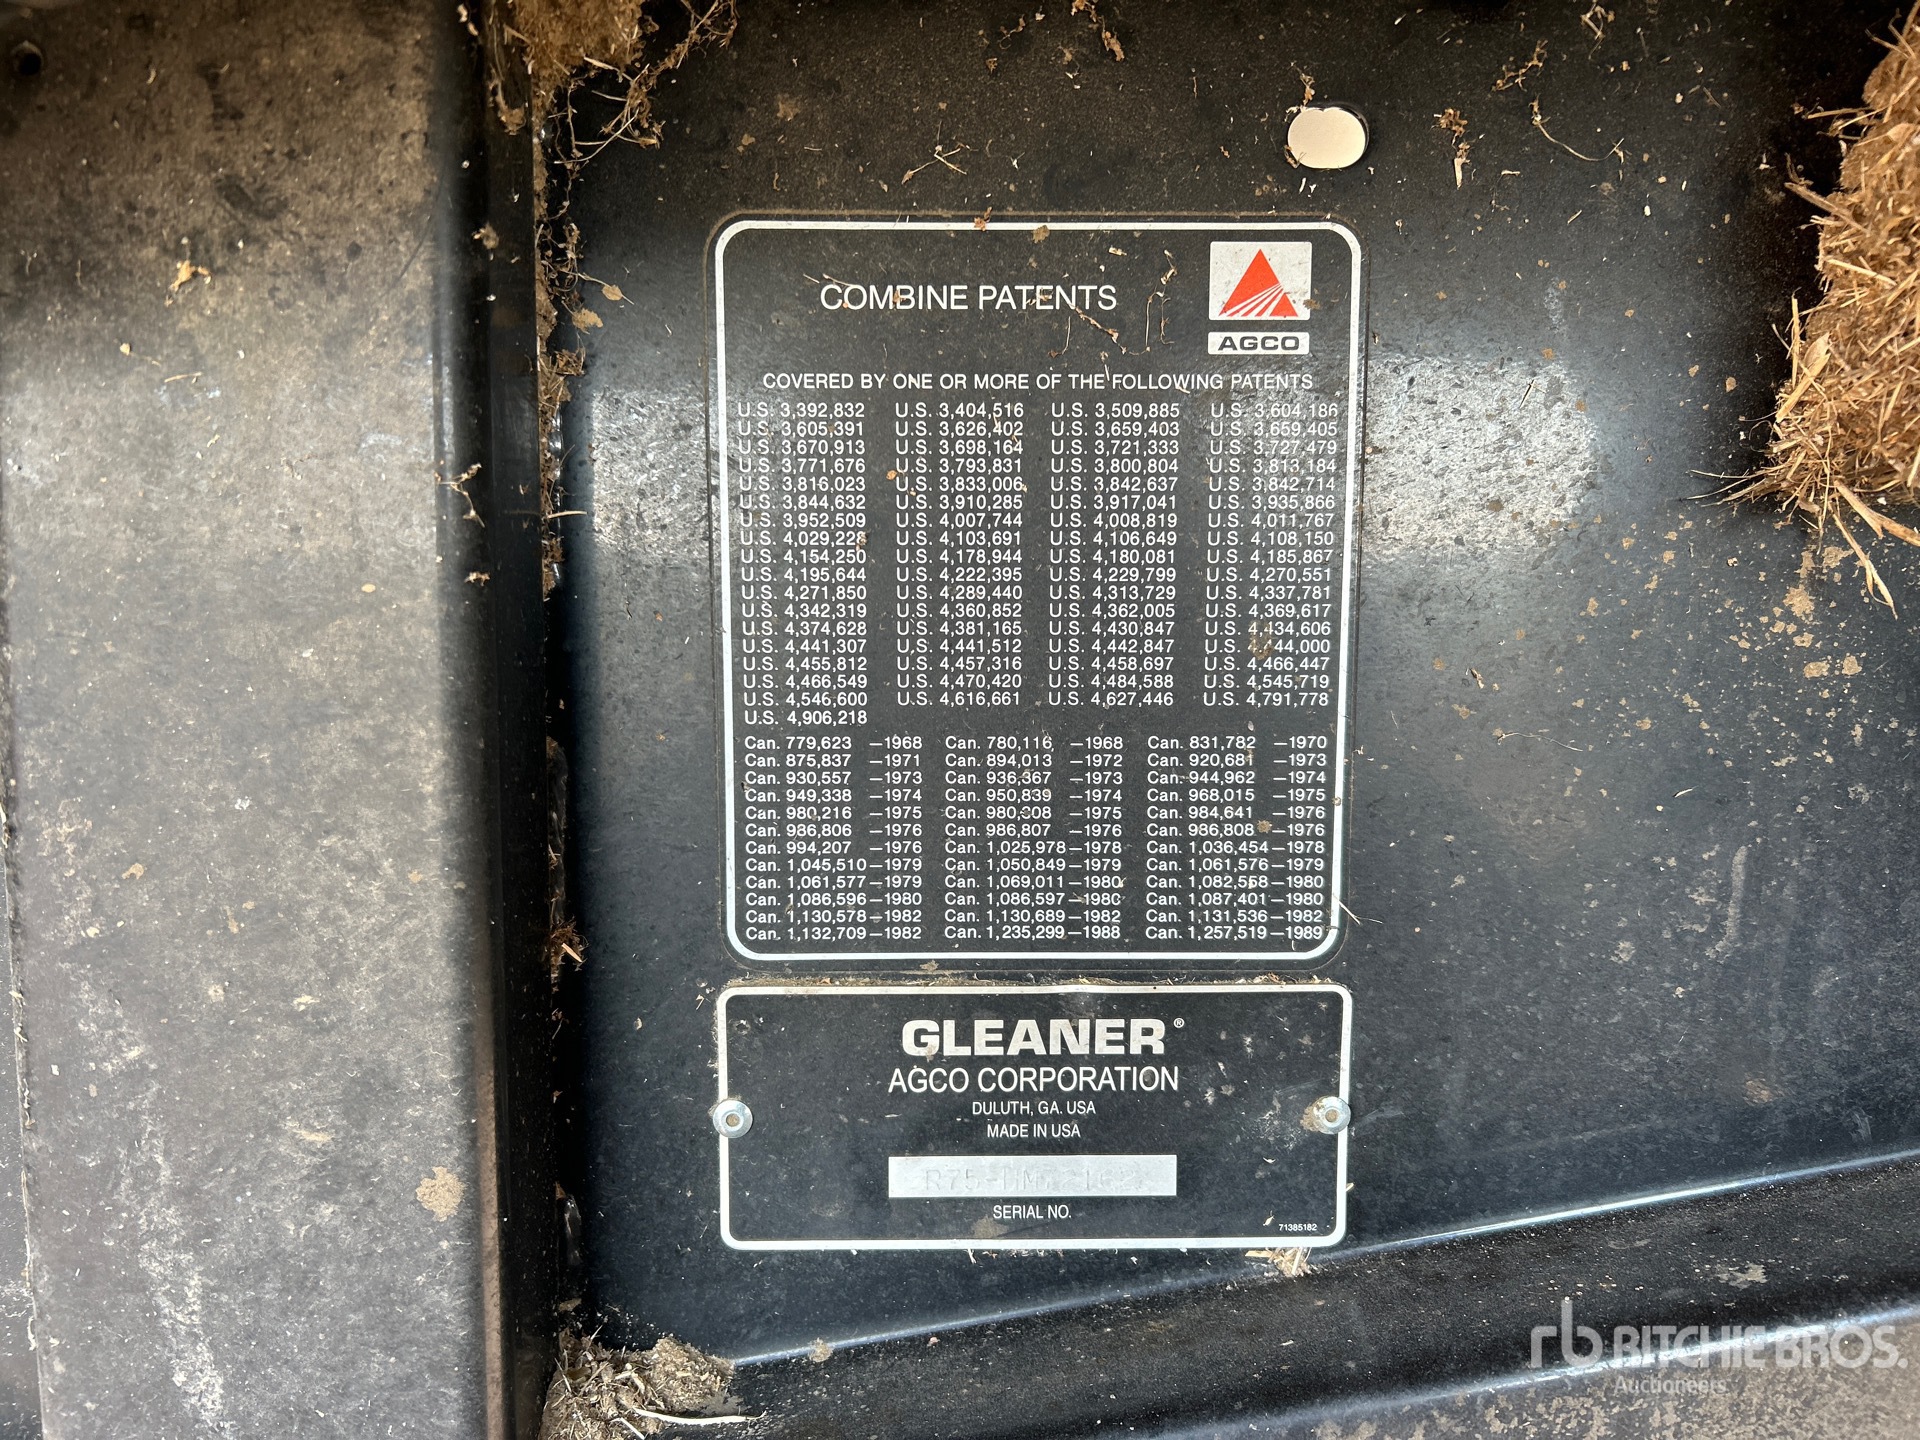 COMBINE PATENTS
AGCO
COVERED BY ONE OR MORE OF THE FOLLOWING PATENTS
U.S. 3,392,832 U.S. 3,404,516 U.S. 3,509,885 U.S. 3,604,186
U.S. 3,605,391 U.S. 3,626,402 U.S. 3,659,403 U.S. 3,659,405
U.S. 3,670,913 U.S. 3,698,164 U.S. 3,721,333 U.S. 3,727,479
U.S. 3,771,676 U.S. 3,793,831 U.S. 3,800,804 U.S. 3,813,184
U.S. 3,816,023 U.S. 3,833,006 U.S. 3,842,637 U.S. 3,842,714
U.S. 3,844,632 U.S. 3,910,285 U.S. 3,917,041 U.S. 3,935,866
U.S. 3,952,509 U.S. 4,007,744 U.S. 4,008,819 U.S. 4,011,767
U.S. 4,029,228 U.S. 4,103,691 U.S. 4,106,649 U.S. 4,108,150
U.S. 4,154,250 U.S. 4,178,944 U.S. 4,180,081 U.S. 4,185,867
U.S. 4,195,644 U.S. 4,222,395 U.S. 4,229,799 U.S. 4,270,551
U.S. 4,271,850 U.S. 4,289,440 U.S. 4,313,729 U.S. 4,337,781
U.S. 4,342,319 U.S. 4,360,852 U.S. 4,362,005 U.S. 4,369,617
U.S. 4,374,628 U.S. 4,381,165 U.S. 4,430,847 U.S. 4,434,606
U.S. 4,441,307 U.S. 4,441,512 U.S. 4,442,847 U.S.
U.S. 4,455,812 U.S. 4,457,316 U.S. 4,458,697 U.S. 4,466,447
U.S. 4,466,549 U.S. 4,470,420 U.S. 4,484,588 U.S. 4,545,719
U.S. 4,546,600 U.S. 4,616,661 U.S. 4,627,446 U.S. 4,791,778
U.S. 4,906,218
Can. 779,623 —1968 Can. 780,116 —1968 Can. 831,782 —1970
Can. 875,837 —1971 Can. 894,013 —1972 Can. 920,681 —1973
Can. 930,557 —1973 Can. 936,367 —1973 Can. 944,962 —1974
Can. 949,338 —1974 Can. 950,839 —1974 Can. 968,015 —1975
Can. 980,216 —1975 Can. 980,308 —1975 Can. 984,641 —1976
Can. 986,806 —1976 Can. 986,807 —1976 Can. 986,808 —1976
Can. 994,207 —1976 Can. 1,025,978—1978 Can. 1,036,454—1978
Can. 1,045,510—1979 Can. 1,050,849—1979 Can. 1,061,576—1979
Can. 1,061,577—1979 Can. 1,069,011—1980 Can. 1,082,558—1980
Can. 1,086,596—1980 Can. 1,086,597—1980 Can. 1,087,401—1980
Can. 1,130,578—1982 Can. 1,130,689—1982 Can. 1,131,536—1982
Can. 1,132,709—1982 Can. 1,235,299—1988 Can. 1,257,519—1989
GLEANER®
AGCO CORPORATION
DULUTH, GA. USA
MADE IN USA
SERIAL NO.
71385182
rb RITCHIE BROS.
Auctioneers